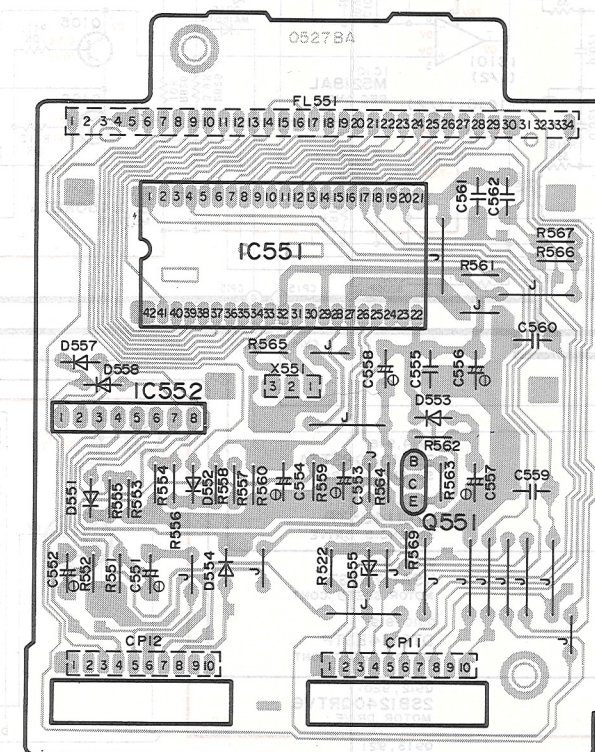 0527BA
FL551
1 2 3 4 5 6 7 8 9 10 11 12 13 14 15 16 17 18 19 20 21 22 23 24 25 26 27 28 29 30 31 32 33 34
1 2 3 4 5 6 7 8 9 10 11 12 13 14 15 16 17 18 19 20 21
C561
C562
IC551
J
R567
R566
R561
J
J
42 41 40 39 38 37 36 35 34 33 32 31 30 29 28 27 26 25 24 23 22
D557
D558
R565
J
X551
3 2 1
C558
C555
C556
C560
IC552
1 2 3 4 5 6 7 8
J
D553
R562
D551
R555
R553
R554
R556
D552
R558
R557
R560
C554
R559
C553
J
R564
B
C
E
Q551
R563
C557
C559
C552
R552
R551
C551
J
D554
J
R522
D555
J
R569
J
J
J
J
J
J
J
CP12
1 2 3 4 5 6 7 8 9 10
CP11
1 2 3 4 5 6 7 8 9 10